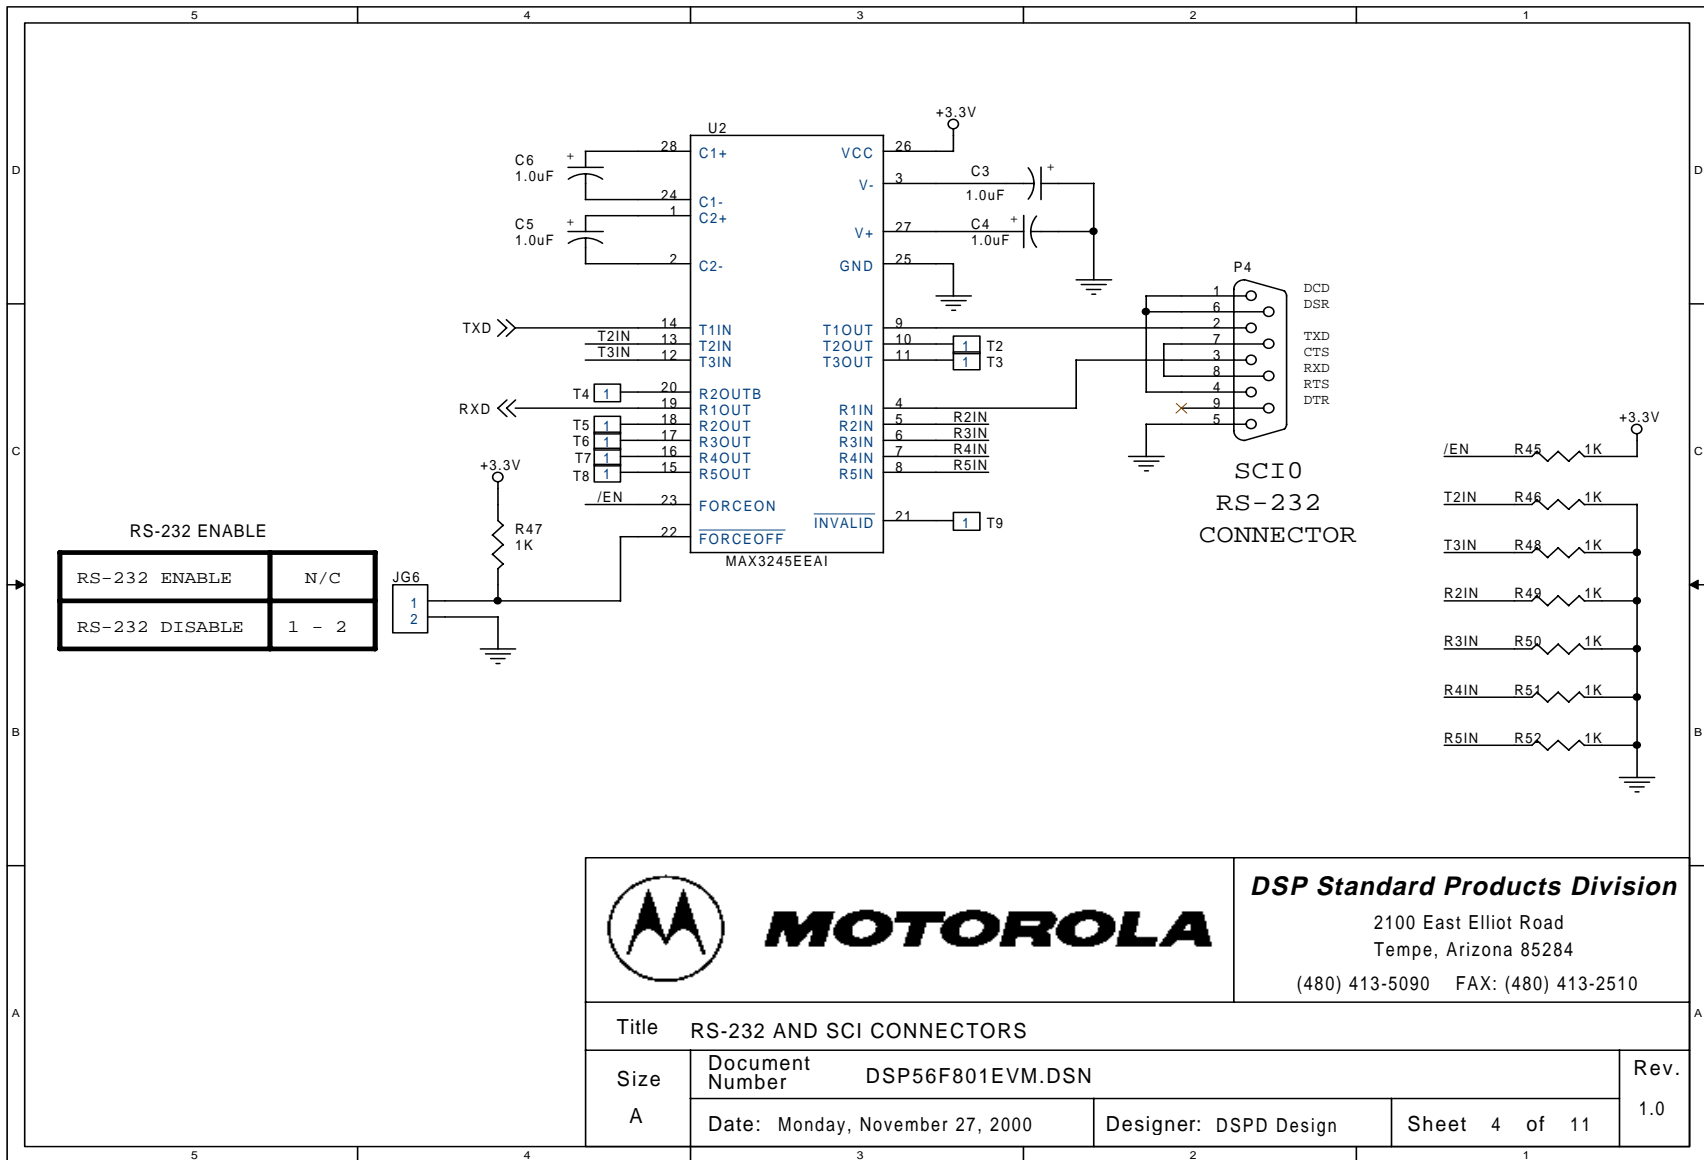 5 4 3 2 1
D D
C C
B B
A A
U2
28 C1+
24 C1-
1 C2+
2 C2-
C6
1.0uF
+
C5
1.0uF
+
VCC 26
+3.3V
V- 3
C3
1.0uF
+
V+ 27
C4
1.0uF
+
GND 25
TXD
14 T1IN
T2IN 13 T2IN
T3IN 12 T3IN
T1OUT 9
T2OUT 10 1 T2
T3OUT 11 1 T3
T4 1 20 R2OUTB
RXD 19 R1OUT
T5 1 18 R2OUT
T6 1 17 R3OUT
T7 1 16 R4OUT
T8 1 15 R5OUT
R1IN 4
R2IN 5 R2IN
R3IN 6 R3IN
R4IN 7 R4IN
R5IN 8 R5IN
/EN 23 FORCEON
22 FORCEOFF
INVALID 21 1 T9
MAX3245EEAI
+3.3V
R47
1K
JG6
1
2
RS-232 ENABLE
RS-232 ENABLE N/C
RS-232 DISABLE 1 - 2
P4
1
6
2
7
3
8
4
9
5
DCD
DSR
TXD
CTS
RXD
RTS
DTR
SCI0
RS-232
CONNECTOR
+3.3V
/EN R45 1K
T2IN R46 1K
T3IN R48 1K
R2IN R49 1K
R3IN R50 1K
R4IN R51 1K
R5IN R52 1K
MOTOROLA
DSP Standard Products Division
2100 East Elliot Road
Tempe, Arizona 85284
(480) 413-5090 FAX: (480) 413-2510
Title RS-232 AND SCI CONNECTORS
Size
A
Document
Number DSP56F801EVM.DSN
Rev.
1.0
Date: Monday, November 27, 2000
Designer: DSPD Design
Sheet 4 of 11
5 4 3 2 1